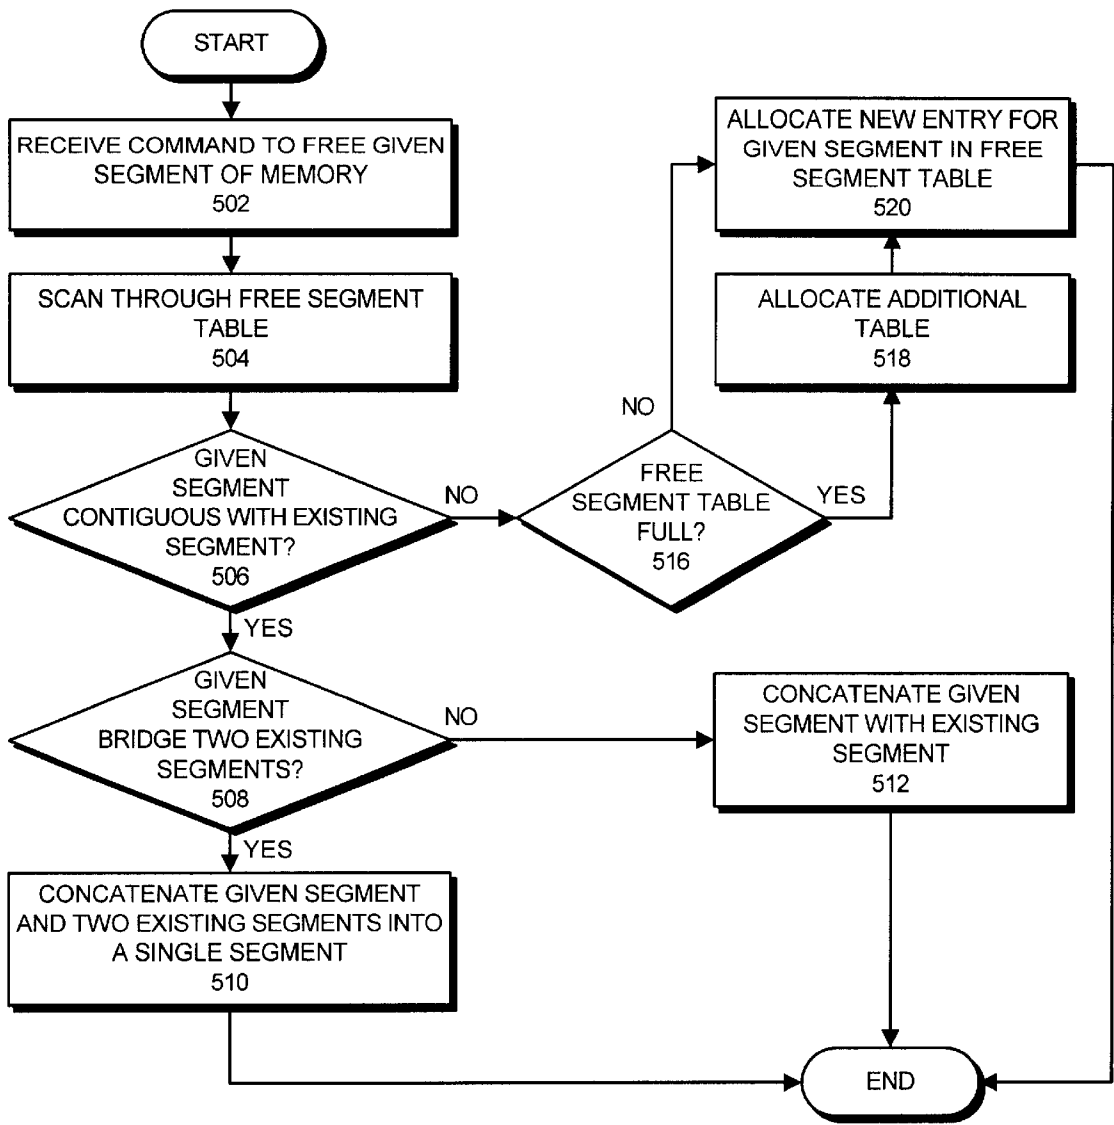 START
RECEIVE COMMAND TO FREE GIVEN
SEGMENT OF MEMORY
502
SCAN THROUGH FREE SEGMENT
TABLE
504
GIVEN
SEGMENT
CONTIGUOUS WITH EXISTING
SEGMENT?
506
NO
YES
FREE
SEGMENT TABLE
FULL?
516
NO
YES
ALLOCATE ADDITIONAL
TABLE
518
ALLOCATE NEW ENTRY FOR
GIVEN SEGMENT IN FREE
SEGMENT TABLE
520
GIVEN
SEGMENT
BRIDGE TWO EXISTING
SEGMENTS?
508
NO
YES
CONCATENATE GIVEN
SEGMENT WITH EXISTING
SEGMENT
512
CONCATENATE GIVEN SEGMENT
AND TWO EXISTING SEGMENTS INTO
A SINGLE SEGMENT
510
END